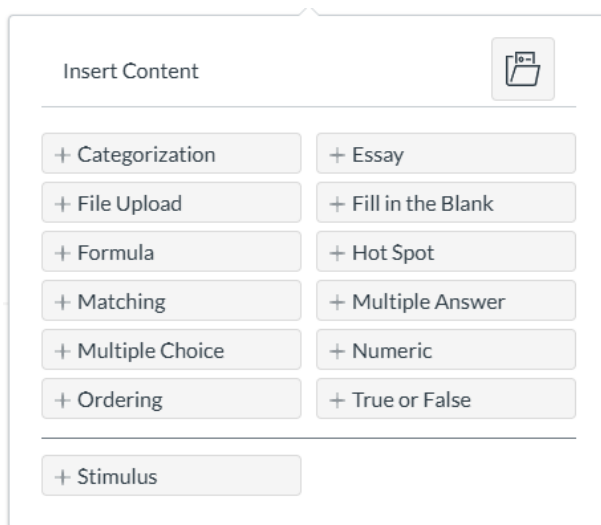 Insert Content
+ Categorization
+ Essay
+ File Upload
+ Fill in the Blank
+ Formula
+ Hot Spot
+ Matching
+ Multiple Answer
+ Multiple Choice
+ Numeric
+ Ordering
+ True or False
+ Stimulus